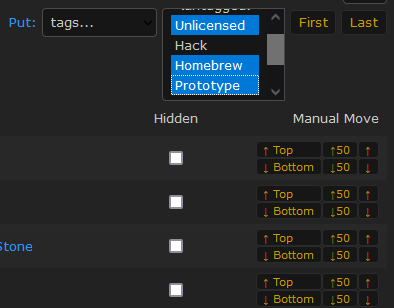 Put: tags...
Unlicensed
Hack
Homebrew
Prototype
First Last
Hidden Manual Move
↑ Top ↑50 ↑
↓ Bottom ↓50 ↓
↑ Top ↑50 ↑
↓ Bottom ↓50 ↓
Stone
↑ Top ↑50 ↑
↓ Bottom ↓50 ↓
↑ Top ↑50 ↑
↓ Bottom ↓50 ↓